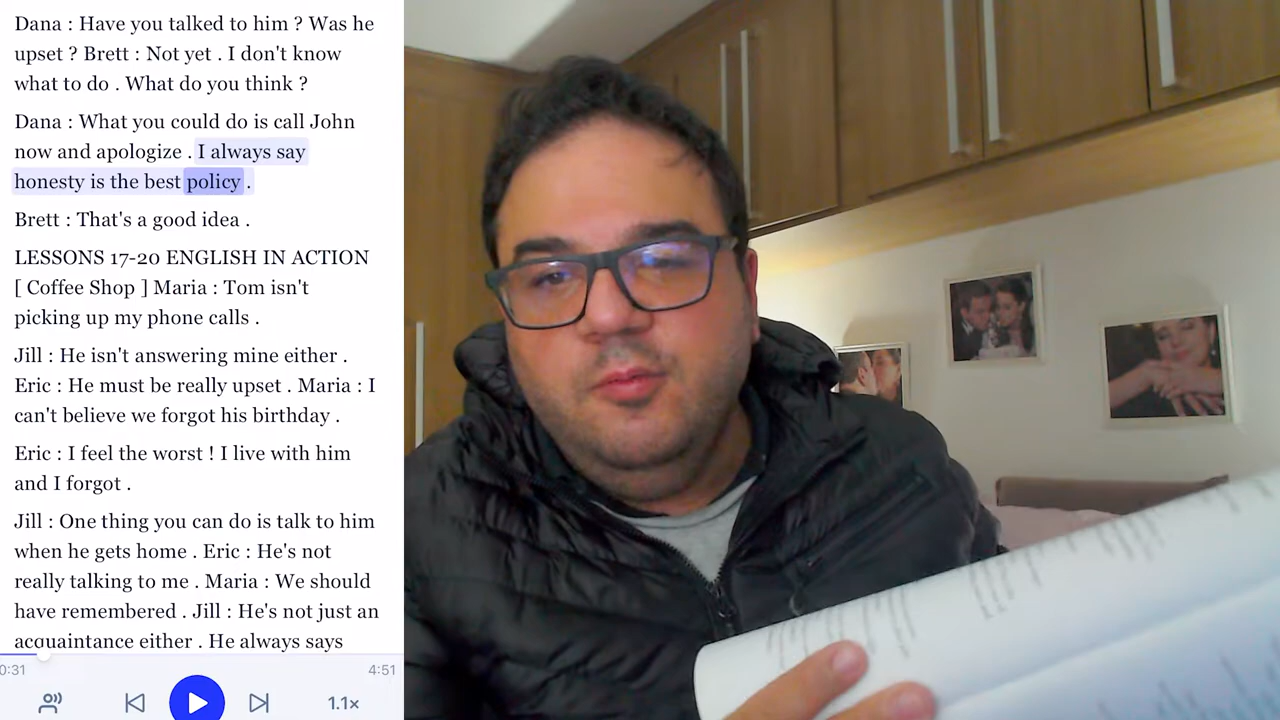 Dana : Have you talked to him ? Was he
upset ? Brett : Not yet . I don't know
what to do . What do you think ?
Dana : What you could do is call John
now and apologize . I always say
honesty is the best policy .
Brett : That's a good idea .
LESSONS 17-20 ENGLISH IN ACTION
[ Coffee Shop ] Maria : Tom isn't
picking up my phone calls .
Jill : He isn't answering mine either .
Eric : He must be really upset . Maria : I
can't believe we forgot his birthday .
Eric : I feel the worst ! I live with him
and I forgot .
Jill : One thing you can do is talk to him
when he gets home . Eric : He's not
really talking to me . Maria : We should
have remembered . Jill : He's not just an
acquaintance either . He always says
0:31
4:51
1.1×